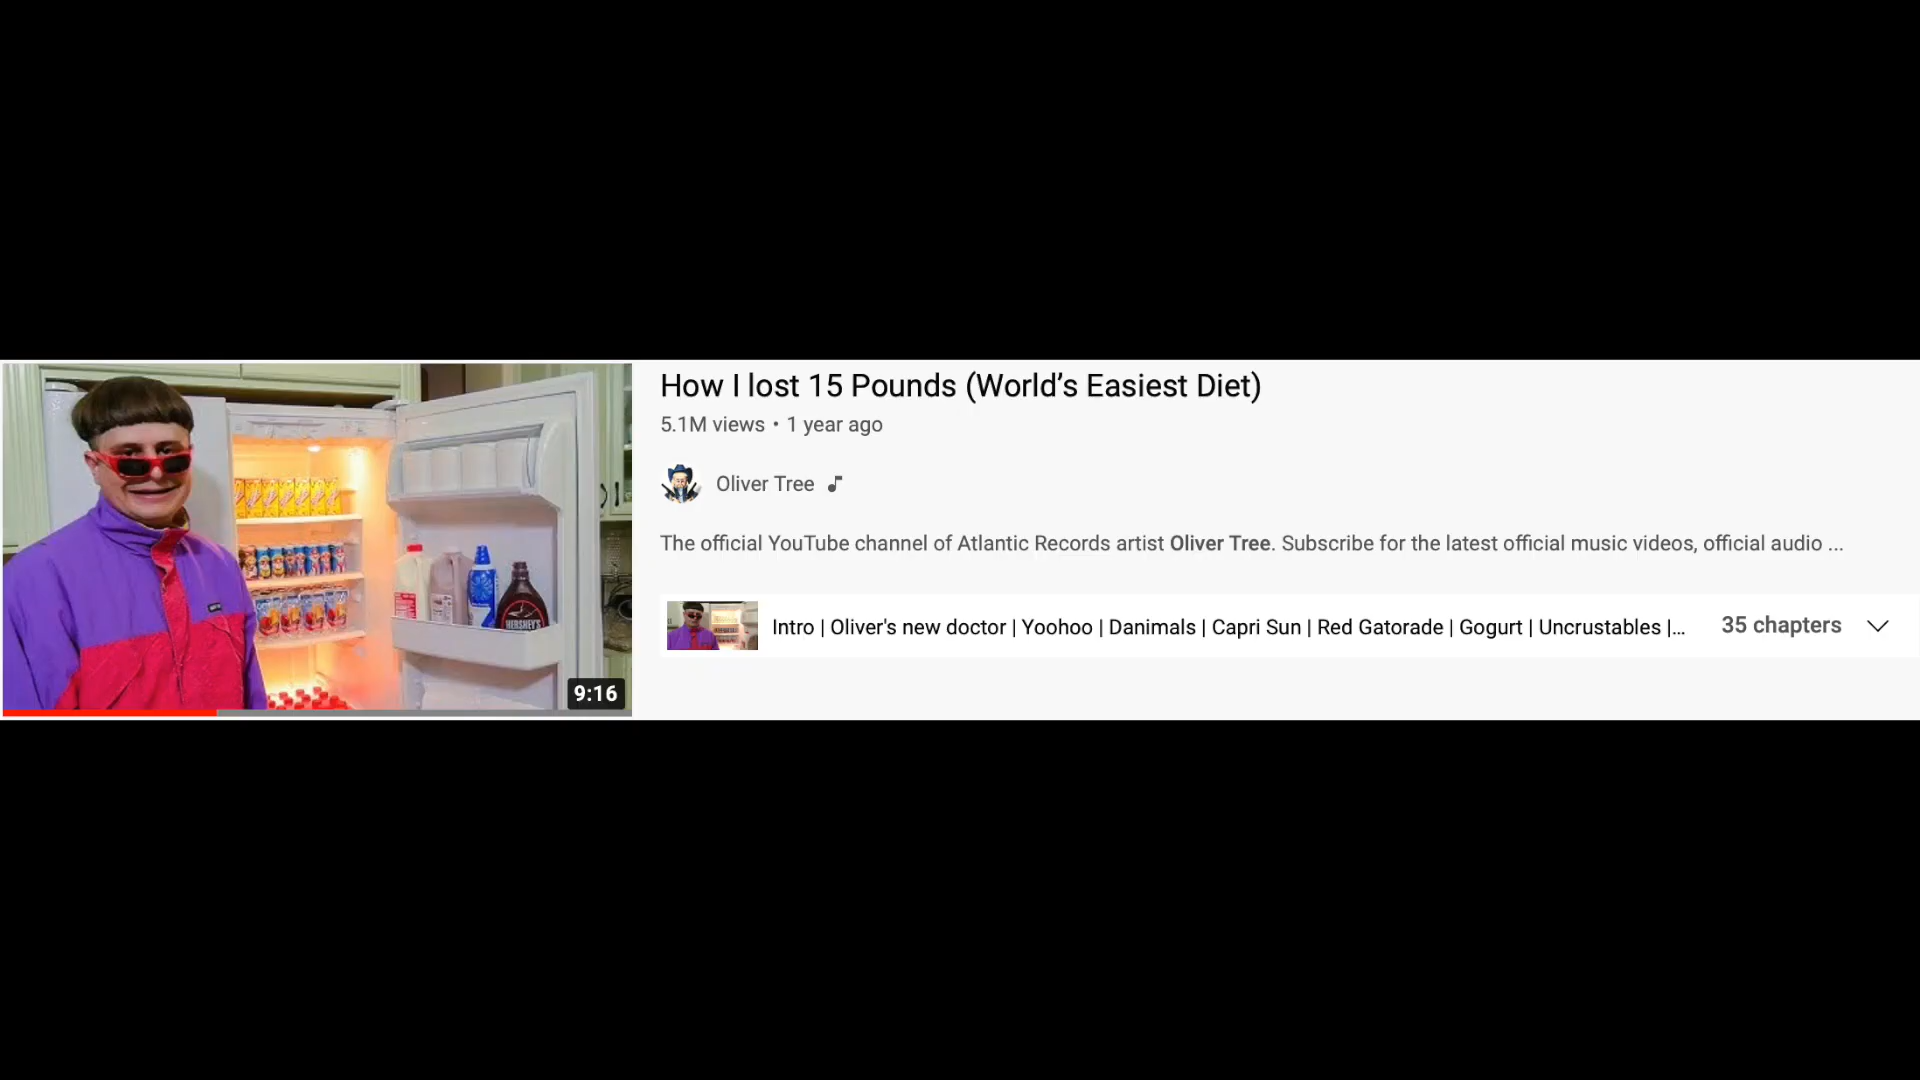 How I lost 15 Pounds (World’s Easiest Diet)
5.1M views • 1 year ago
Oliver Tree
The official YouTube channel of Atlantic Records artist Oliver Tree. Subscribe for the latest official music videos, official audio ...
Intro | Oliver's new doctor | Yoohoo | Danimals | Capri Sun | Red Gatorade | Gogurt | Uncrustables |...
35 chapters
HERSHEY'S
9:16